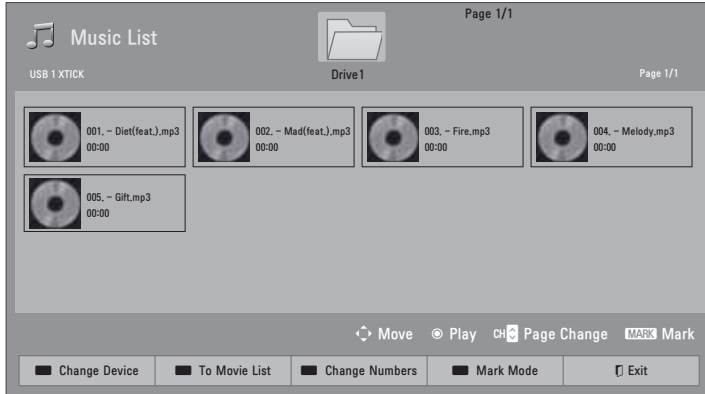 Page 1/1
Music List
USB 1 XTICK
Drive1
Page 1/1
001. - Diet(feat.).mp3
00:00
002. - Mad(feat.).mp3
00:00
003. - Fire.mp3
00:00
004. - Melody.mp3
00:00
005. - Gift.mp3
00:00
Move
Play
CH Page Change
MARK Mark
Change Device
To Movie List
Change Numbers
Mark Mode
Exit